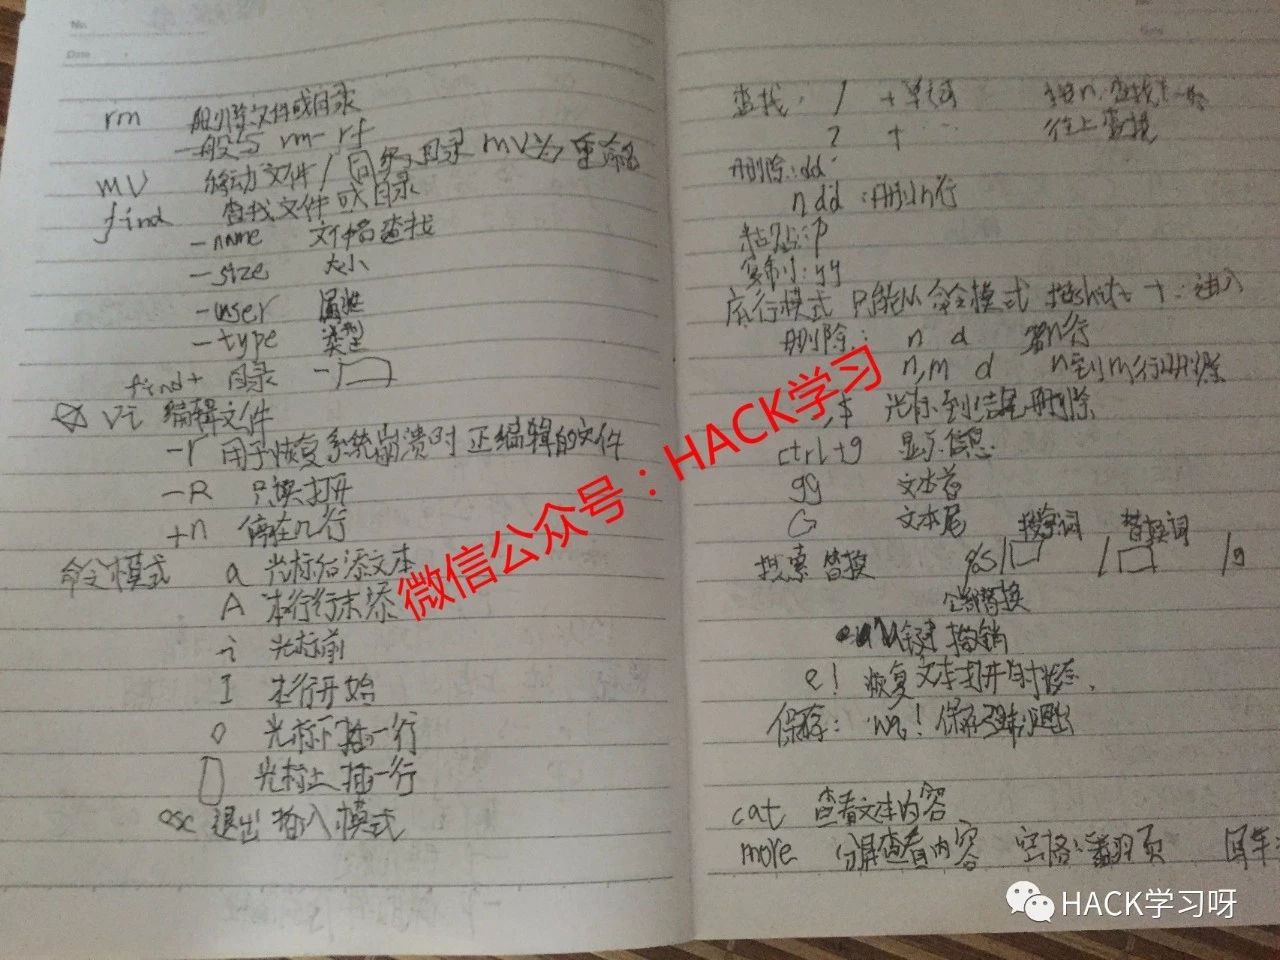 No.
Date
rm 删除文件或目录
一般写 rm -rf
mv 移动文件/同级目录 mv为重命名
find 查找文件或目录
-name 文件名查找
-size 大小
-user 属
-type 类型
find+ 目录 -
vi 编辑文件
-r 用于恢复系统崩溃时正编辑的文件
-R 只读打开
+n 停在几行
命令模式 a 光标后添文本
A 本行行末添
i 光标前
I 本行开始
o 光标下插一行
O 光标上插一行
esc 退出插入模式
查找: / +单词 按n,查找下一
? + 往上查找
删除:dd
n dd :删n行
粘贴:p
复制:yy
底行模式 只能从命令模式 按shift + : 进入
删除: n d 第n行
n,m d n到m行删除
,$ 光标到结尾删除
ctrl+g 显示信息
gg 文本首
G 文本尾
搜索词 替换词
搜索替换 %s/ / /g
全部替换
u 键 撤销
e! 恢复文本打开时状态.
保存: wq! 保存强制退出
cat 查看文本内容
more 分屏查看内容 空格:翻页 回车:
微信公众号：HACK学习
HACK学习呀